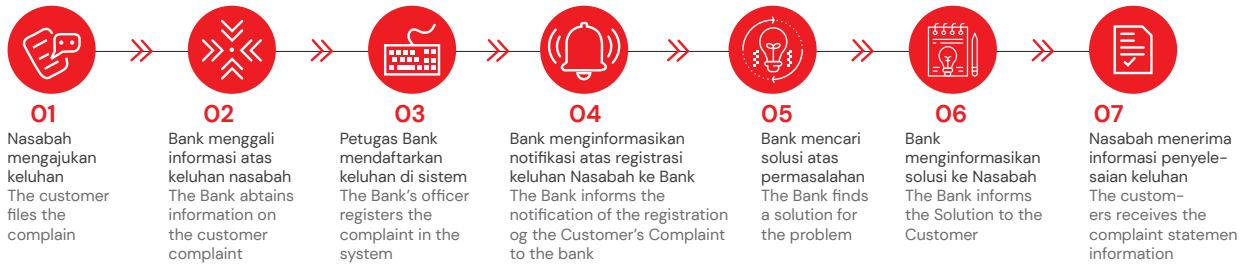 01
Nasabah
mengajukan
keluhan
The customer
files the
complain
02
Bank menggali
informasi atas
keluhan nasabah
The Bank abtains
information on
the customer
complaint
03
Petugas Bank
mendaftarkan
keluhan di sistem
The Bank's officer
registers the
complaint in the
system
04
Bank menginformasikan
notifikasi atas registrasi
keluhan Nasabah ke Bank
The Bank informs the
notification of the registration
og the Customer's Complaint
to the bank
05
Bank mencari
solusi atas
permasalahan
The Bank finds
a solution for
the problem
06
Bank
menginformasikan
solusi ke Nasabah
The Bank informs
the Solution to the
Customer
07
Nasabah menerima
informasi penyele-
saian keluhan
The custom-
ers receives the
complaint statemen
information